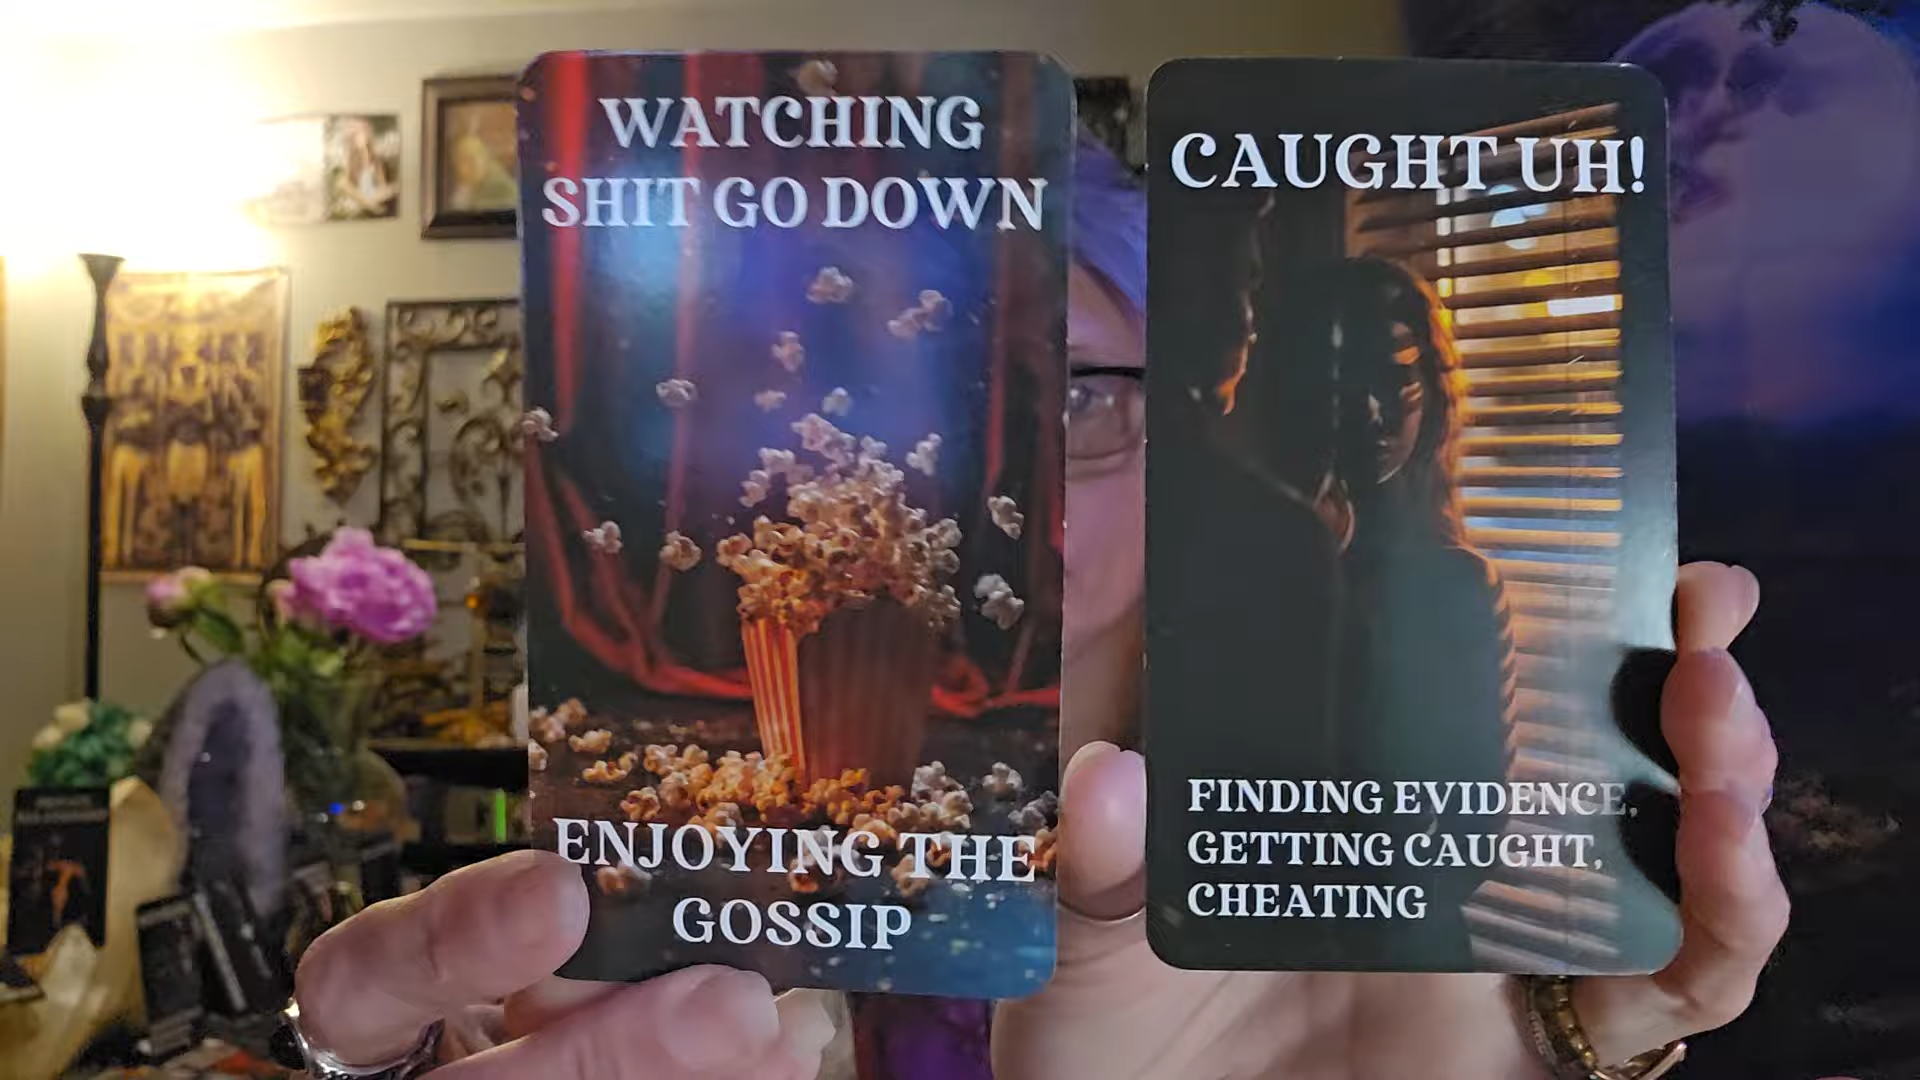 WATCHING
SHIT GO DOWN
ENJOYING THE
GOSSIP
CAUGHT UH!
FINDING EVIDENCE,
GETTING CAUGHT,
CHEATING